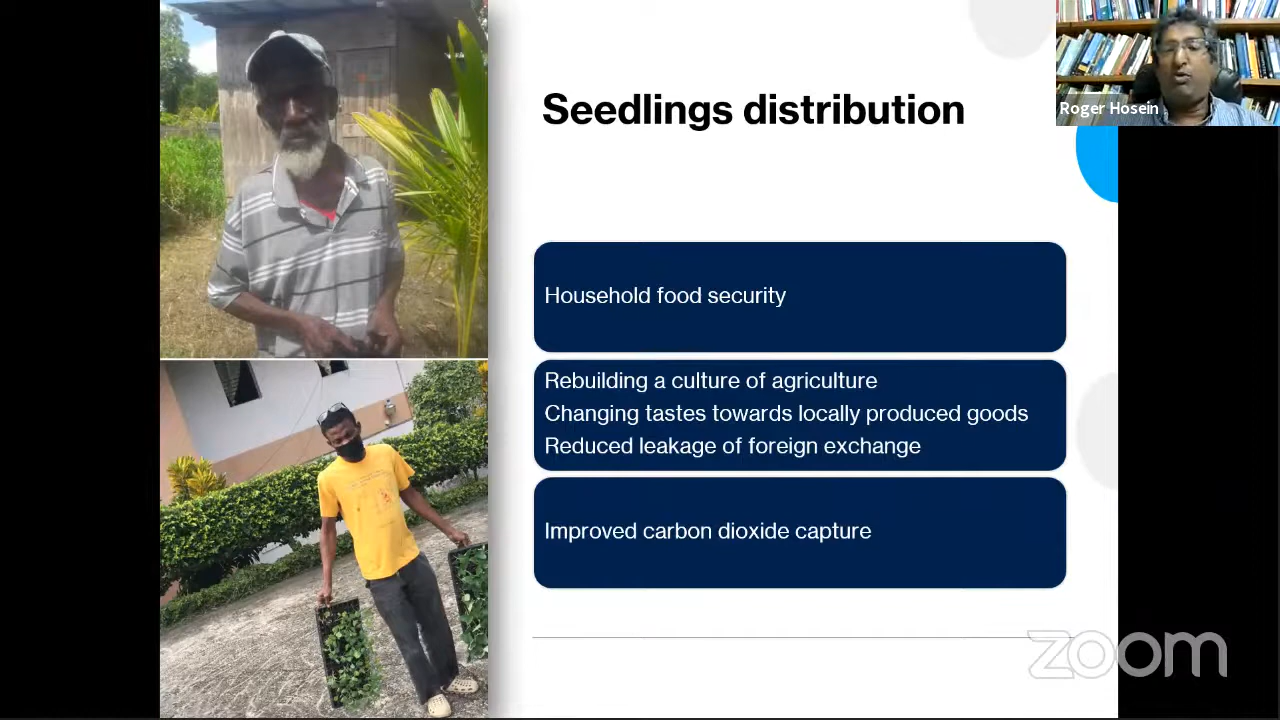 Seedlings distribution
Roger Hosein
Household food security
Rebuilding a culture of agriculture
Changing tastes towards locally produced goods
Reduced leakage of foreign exchange
Improved carbon dioxide capture
zoom